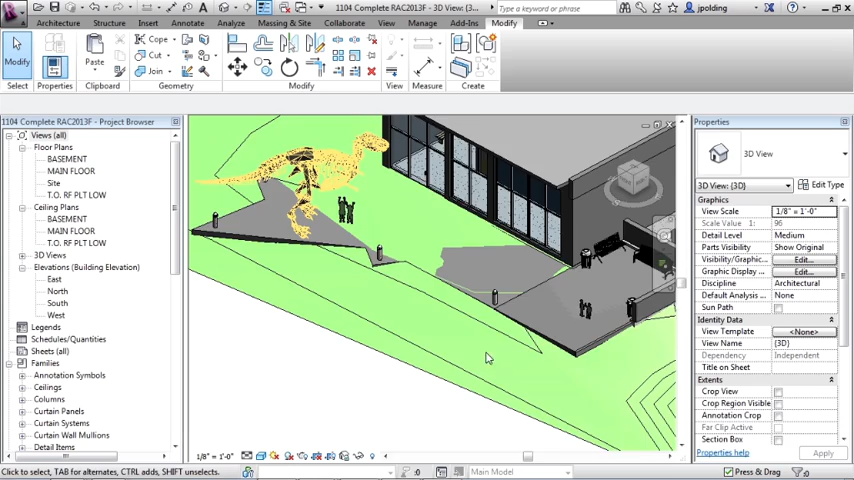 1104 Complete RAC2013F - 3D View: {3...
Type a keyword or phrase
jpolding
Architecture Structure Insert Annotate Analyze Massing & Site Collaborate View Manage Add-Ins Modify
Modify
Paste
Cope
Cut
Join
Select Properties Clipboard Geometry Modify View Measure Create
1104 Complete RAC2013F - Project Browser
Views (all)
Floor Plans
BASEMENT
MAIN FLOOR
Site
T.O. RF PLT LOW
Ceiling Plans
BASEMENT
MAIN FLOOR
T.O. RF PLT LOW
3D Views
Elevations (Building Elevation)
East
North
South
West
Legends
Schedules/Quantities
Sheets (all)
Families
Annotation Symbols
Ceilings
Columns
Curtain Panels
Curtain Systems
Curtain Wall Mullions
Detail Items
Properties
3D View
3D View: {3D}
Edit Type
Graphics
View Scale 1/8" = 1'-0"
Scale Value 1: 96
Detail Level Medium
Parts Visibility Show Original
Visibility/Graphic... Edit...
Graphic Display ... Edit...
Discipline Architectural
Default Analysis ... None
Sun Path
Identity Data
View Template <None>
View Name {3D}
Dependency Independent
Title on Sheet
Extents
Crop View
Crop Region Visible
Annotation Crop
Far Clip Active
Section Box
Properties help
Apply
1/8" = 1'-0"
Click to select, TAB for alternates, CTRL adds, SHIFT unselects.
:0
Main Model
Press & Drag
:0